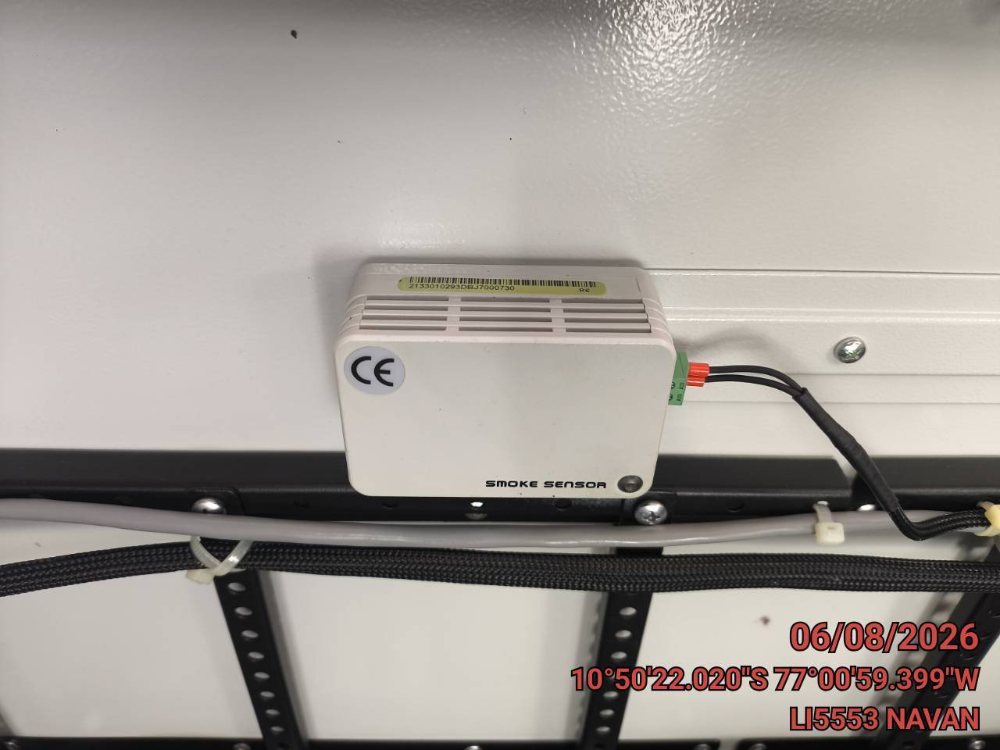 2133010293DBJ7000730
R6
CE
SMOKE SENSOR
06/08/2026
10°50'22.020"S 77°00'59.399"W
LI5553 NAVAN